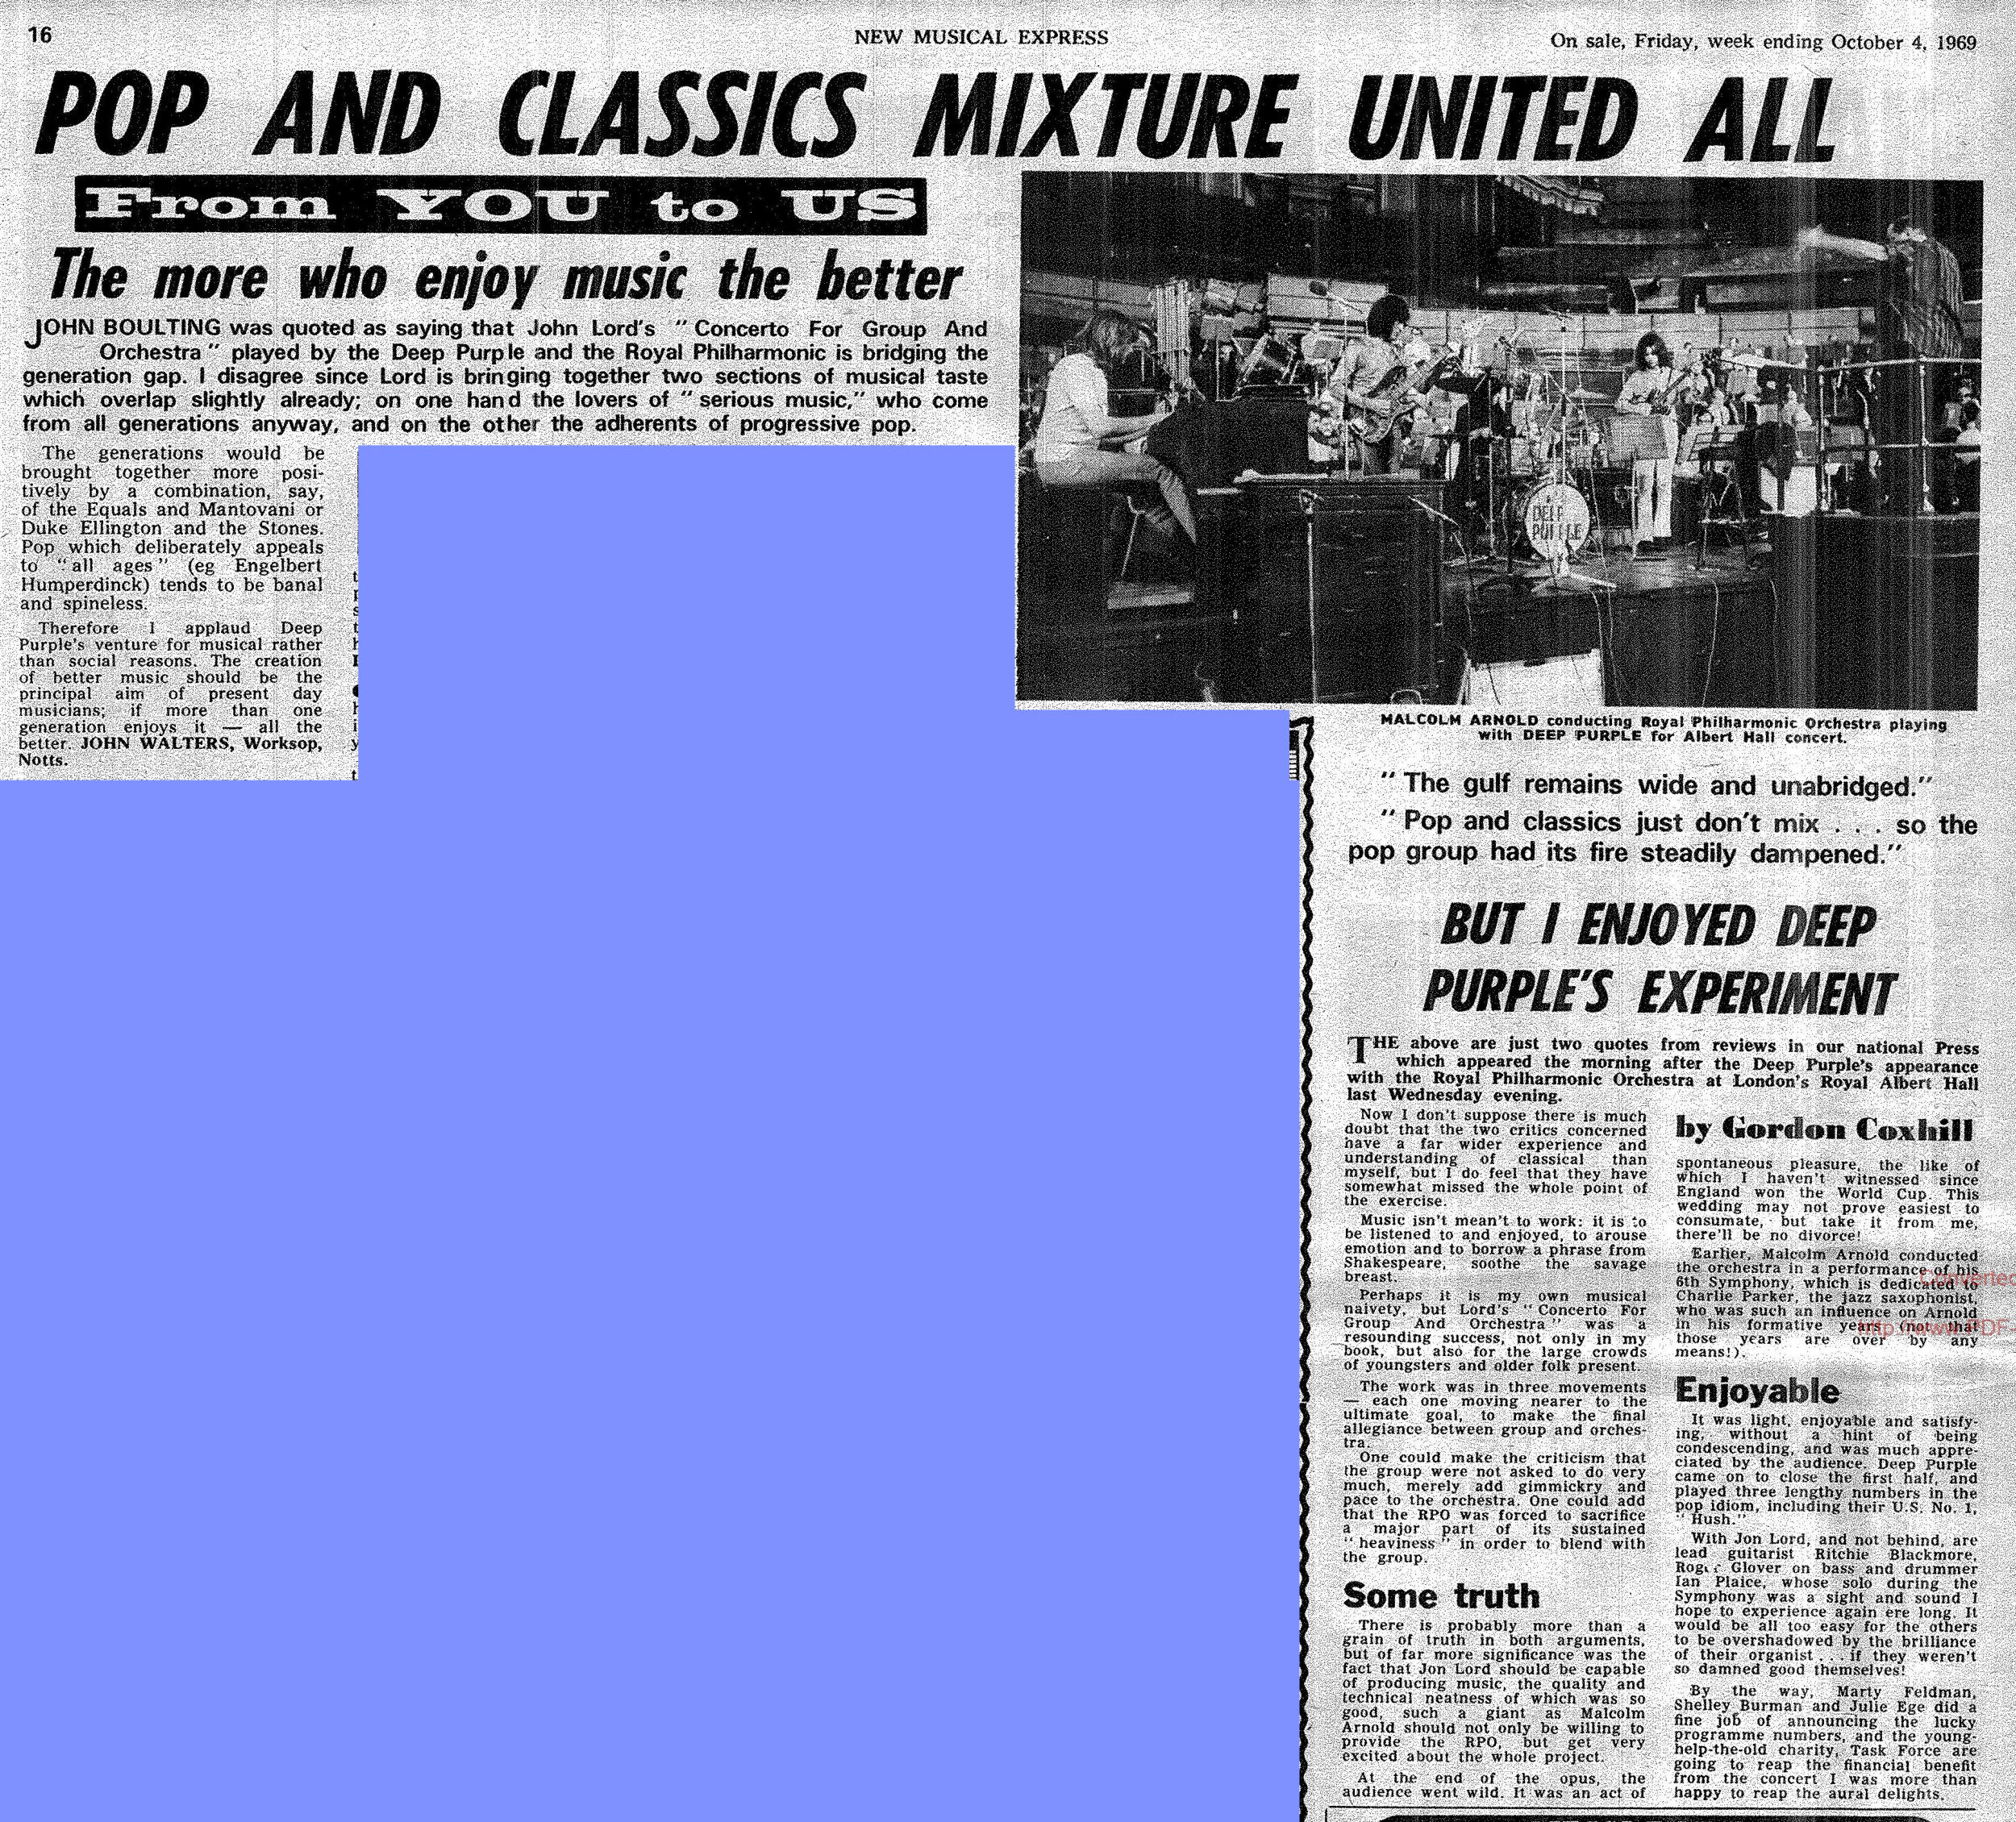 16
NEW MUSICAL EXPRESS
On sale, Friday, week ending October 4, 1969
POP AND CLASSICS MIXTURE UNITED ALL
From YOU to US
The more who enjoy music the better
JOHN BOULTING was quoted as saying that John Lord's "Concerto For Group And
Orchestra" played by the Deep Purple and the Royal Philharmonic is bridging the
generation gap. I disagree since Lord is bringing together two sections of musical taste
which overlap slightly already; on one hand the lovers of "serious music," who come
from all generations anyway, and on the other the adherents of progressive pop.
The generations would be
brought together more posi-
tively by a combination, say,
of the Equals and Mantovani or
Duke Ellington and the Stones.
Pop which deliberately appeals
to "all ages" (eg Engelbert
Humperdinck) tends to be banal
and spineless.
Therefore I applaud Deep
Purple's venture for musical rather
than social reasons. The creation
of better music should be the
principal aim of present day
musicians; if more than one
generation enjoys it — all the
better. JOHN WALTERS, Worksop,
Notts.
DEEP
PURPLE
MALCOLM ARNOLD conducting Royal Philharmonic Orchestra playing
with DEEP PURPLE for Albert Hall concert.
"The gulf remains wide and unabridged."
"Pop and classics just don't mix . . . so the
pop group had its fire steadily dampened."
BUT I ENJOYED DEEP
PURPLE'S EXPERIMENT
THE above are just two quotes from reviews in our national Press
which appeared the morning after the Deep Purple's appearance
with the Royal Philharmonic Orchestra at London's Royal Albert Hall
last Wednesday evening.
Now I don't suppose there is much
doubt that the two critics concerned
have a far wider experience and
understanding of classical than
myself, but I do feel that they have
somewhat missed the whole point of
the exercise.
Music isn't mean't to work: it is to
be listened to and enjoyed, to arouse
emotion and to borrow a phrase from
Shakespeare, soothe the savage
breast.
Perhaps it is my own musical
naivety, but Lord's "Concerto For
Group And Orchestra" was a
resounding success, not only in my
book, but also for the large crowds
of youngsters and older folk present.
The work was in three movements
— each one moving nearer to the
ultimate goal, to make the final
allegiance between group and orches-
tra.
One could make the criticism that
the group were not asked to do very
much, merely add gimmickry and
pace to the orchestra. One could add
that the RPO was forced to sacrifice
a major part of its sustained
"heaviness" in order to blend with
the group.
Some truth
There is probably more than a
grain of truth in both arguments,
but of far more significance was the
fact that Jon Lord should be capable
of producing music, the quality and
technical neatness of which was so
good, such a giant as Malcolm
Arnold should not only be willing to
provide the RPO, but get very
excited about the whole project.
At the end of the opus, the
audience went wild. It was an act of
by Gordon Coxhill
spontaneous pleasure, the like of
which I haven't witnessed since
England won the World Cup. This
wedding may not prove easiest to
consumate, but take it from me,
there'll be no divorce!
Earlier, Malcolm Arnold conducted
the orchestra in a performance of his
6th Symphony, which is dedicated to
Charlie Parker, the jazz saxophonist,
who was such an influence on Arnold
in his formative years (not that
those years are over by any
means!).
Enjoyable
It was light, enjoyable and satisfy-
ing, without a hint of being
condescending, and was much appre-
ciated by the audience. Deep Purple
came on to close the first half, and
played three lengthy numbers in the
pop idiom, including their U.S. No. 1,
"Hush."
With Jon Lord, and not behind, are
lead guitarist Ritchie Blackmore,
Roger Glover on bass and drummer
Ian Plaice, whose solo during the
Symphony was a sight and sound I
hope to experience again ere long. It
would be all too easy for the others
to be overshadowed by the brilliance
of their organist . . . if they weren't
so damned good themselves!
By the way, Marty Feldman,
Shelley Burman and Julie Ege did a
fine job of announcing the lucky
programme numbers, and the young-
help-the-old charity, Task Force are
going to reap the financial benefit
from the concert I was more than
happy to reap the aural delights.
Converted
http://www.PDF-